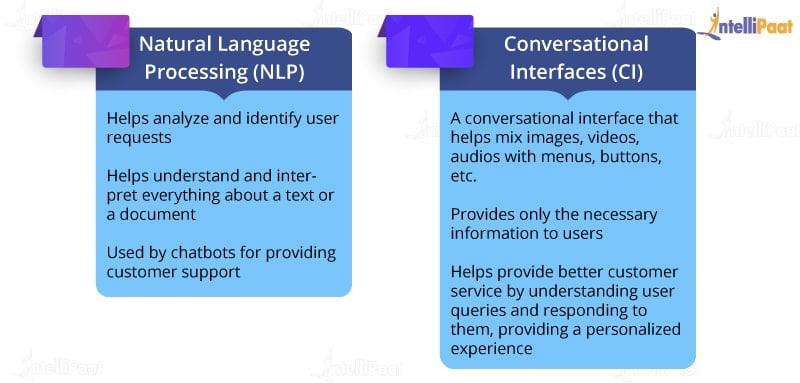 IntelliPaat
Natural Language
Processing (NLP)
Helps analyze and identify user
requests
Helps understand and inter-
pret everything about a text or
a document
Used by chatbots for providing
customer support
Conversational
Interfaces (CI)
A conversational interface that
helps mix images, videos,
audios with menus, buttons,
etc.
Provides only the necessary
information to users
Helps provide better customer
service by understanding user
queries and responding to
them, providing a personalized
experience